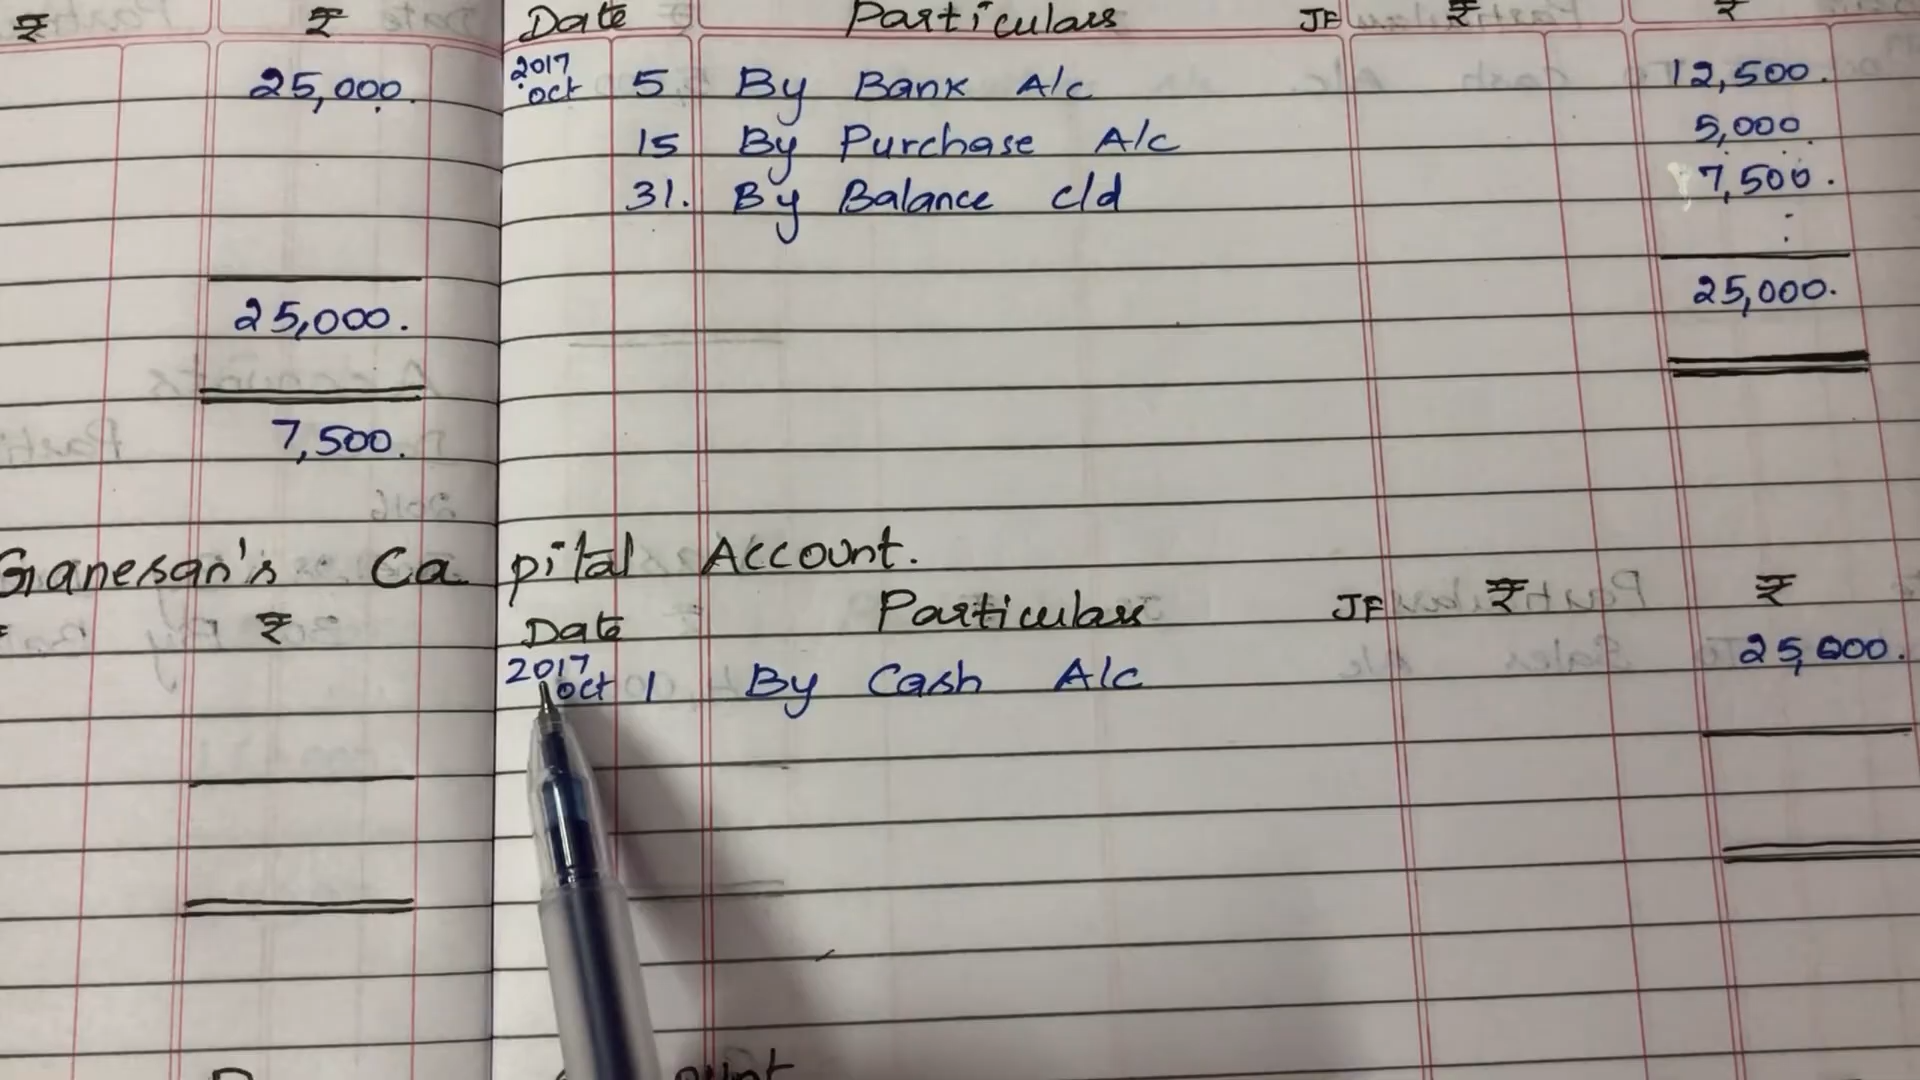 ₹ ₹ Date Particulars JF ₹ ₹
25,000. 2017 Oct 5 By Bank A/c 12,500.
15 By Purchase A/c 5,000
31. By Balance c/d 7,500.
25,000. 25,000.
7,500.
Ganesan's Capital Account.
₹ Date Particulars JF ₹ ₹
2017 Oct 1 By Cash A/c 25,000.